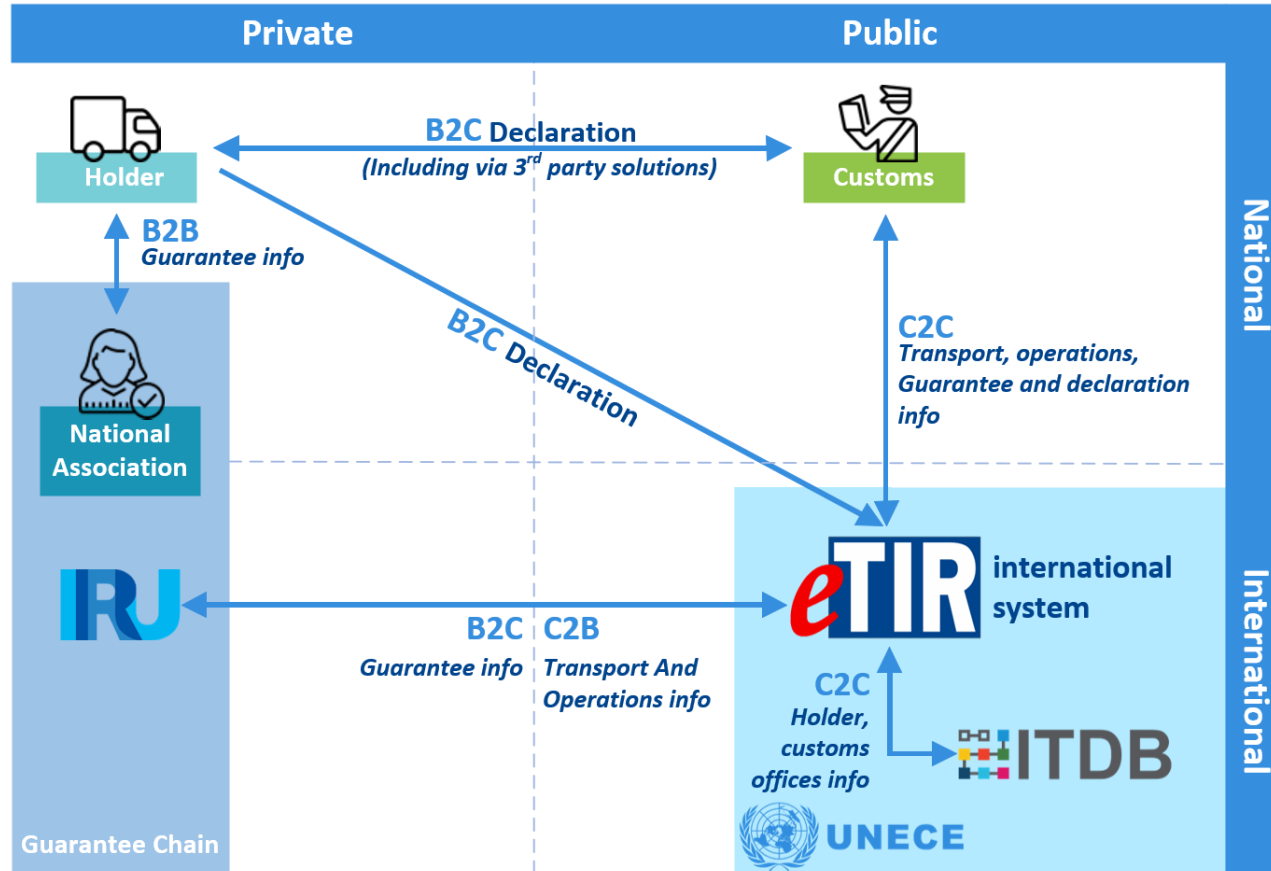 Private
Public
National
International
Holder
B2C Declaration
(Including via 3rd party solutions)
Customs
B2B
Guarantee info
B2C Declaration
C2C
Transport, operations,
Guarantee and declaration
info
National
Association
IRU
eTIR
international
system
B2C
Guarantee info
C2B
Transport And
Operations info
C2C
Holder,
customs
offices info
ITDB
UNECE
Guarantee Chain